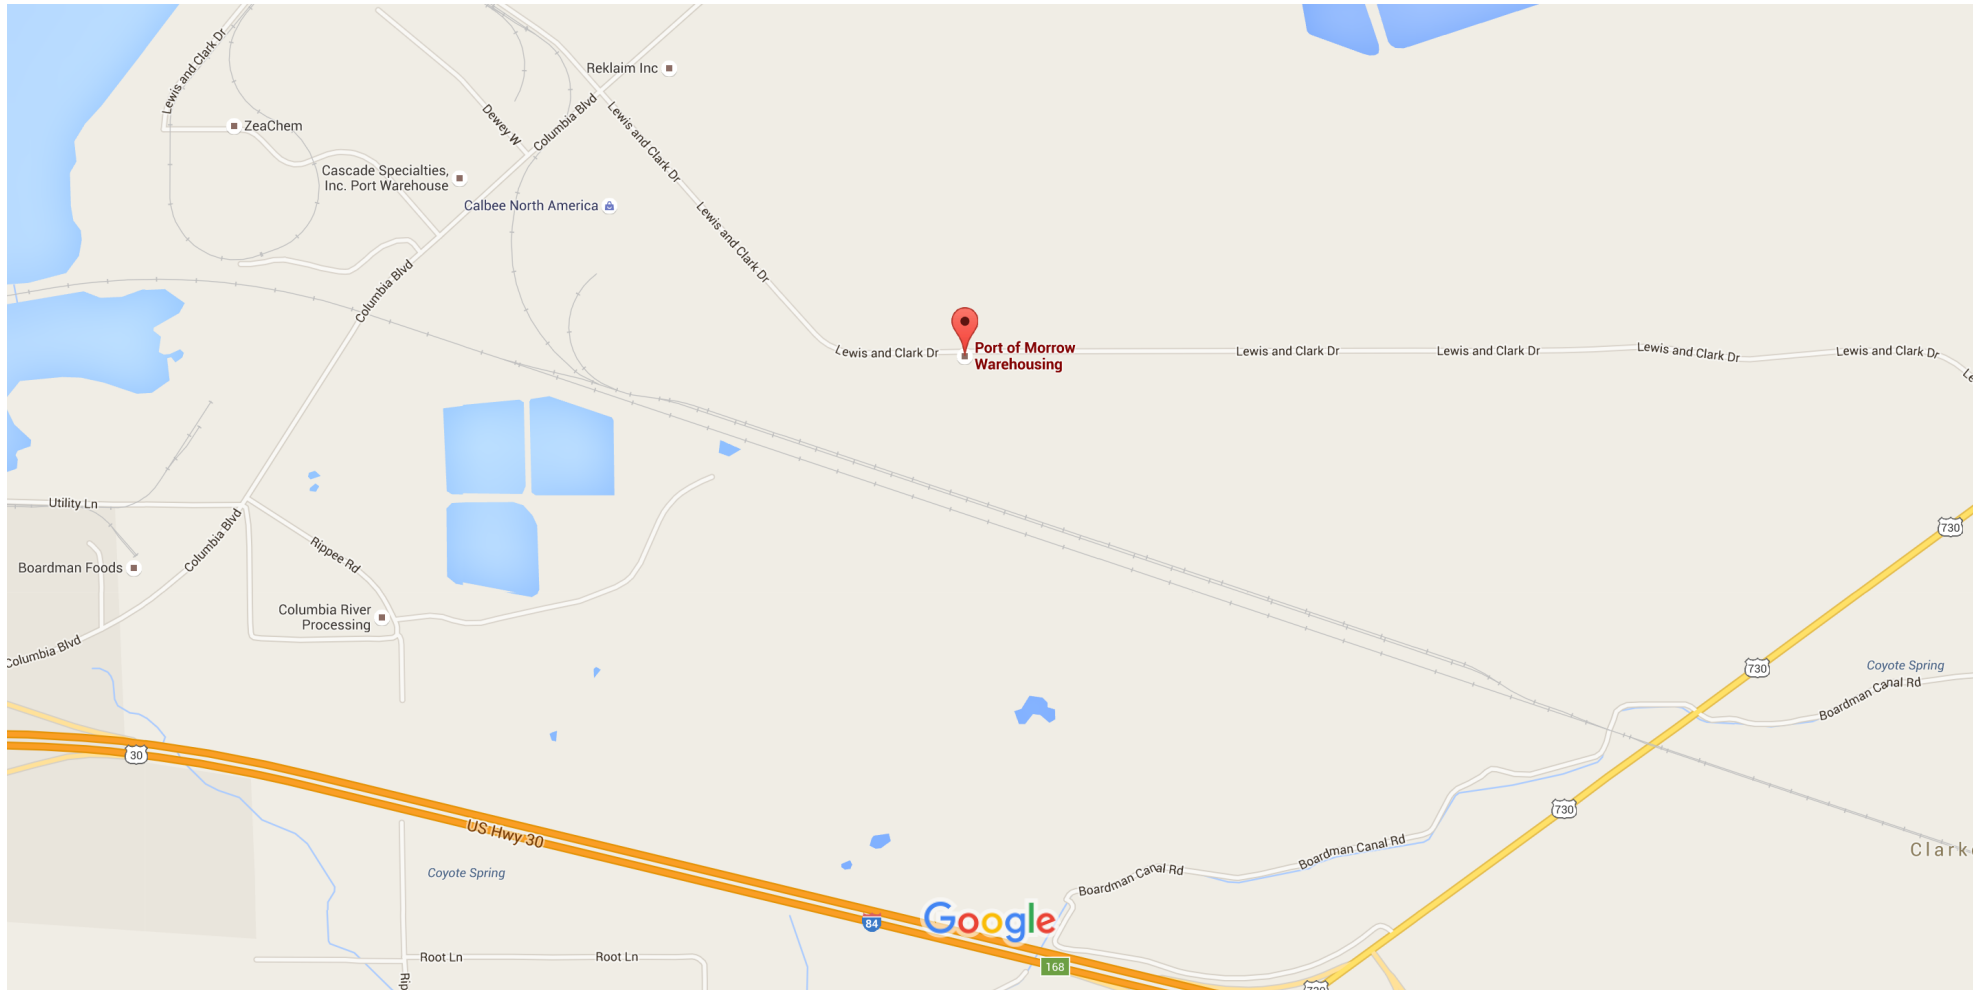 Lewis and Clark Dr
Reklaim Inc
ZeaChem
Dewey W
Columbia Blvd
Lewis and Clark Dr
Cascade Specialties,
Inc. Port Warehouse
Calbee North America
Lewis and Clark Dr
Columbia Blvd
Lewis and Clark Dr
Port of Morrow
Warehousing
Lewis and Clark Dr
Lewis and Clark Dr
Lewis and Clark Dr
Lewis and Clark Dr
Utility Ln
Columbia Blvd
730
Rippee Rd
Boardman Foods
Columbia River
Processing
Columbia Blvd
730
Coyote Spring
Boardman Canal Rd
30
730
US Hwy 30
Boardman Canal Rd
Coyote Spring
Boardman Canal Rd
84
Google
Root Ln
Root Ln
168
730